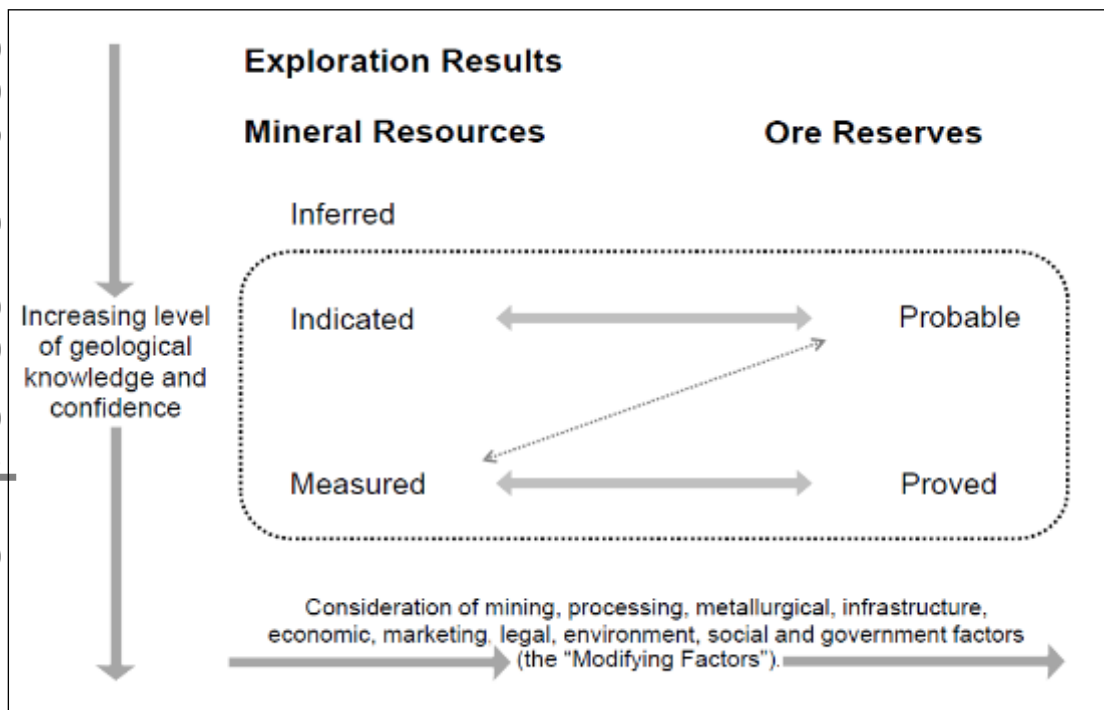 Exploration Results
Mineral Resources
Ore Reserves
Inferred
Increasing level
of geological
knowledge and
confidence
Indicated
Probable
Measured
Proved
Consideration of mining, processing, metallurgical, infrastructure,
economic, marketing, legal, environment, social and government factors
(the “Modifying Factors”).